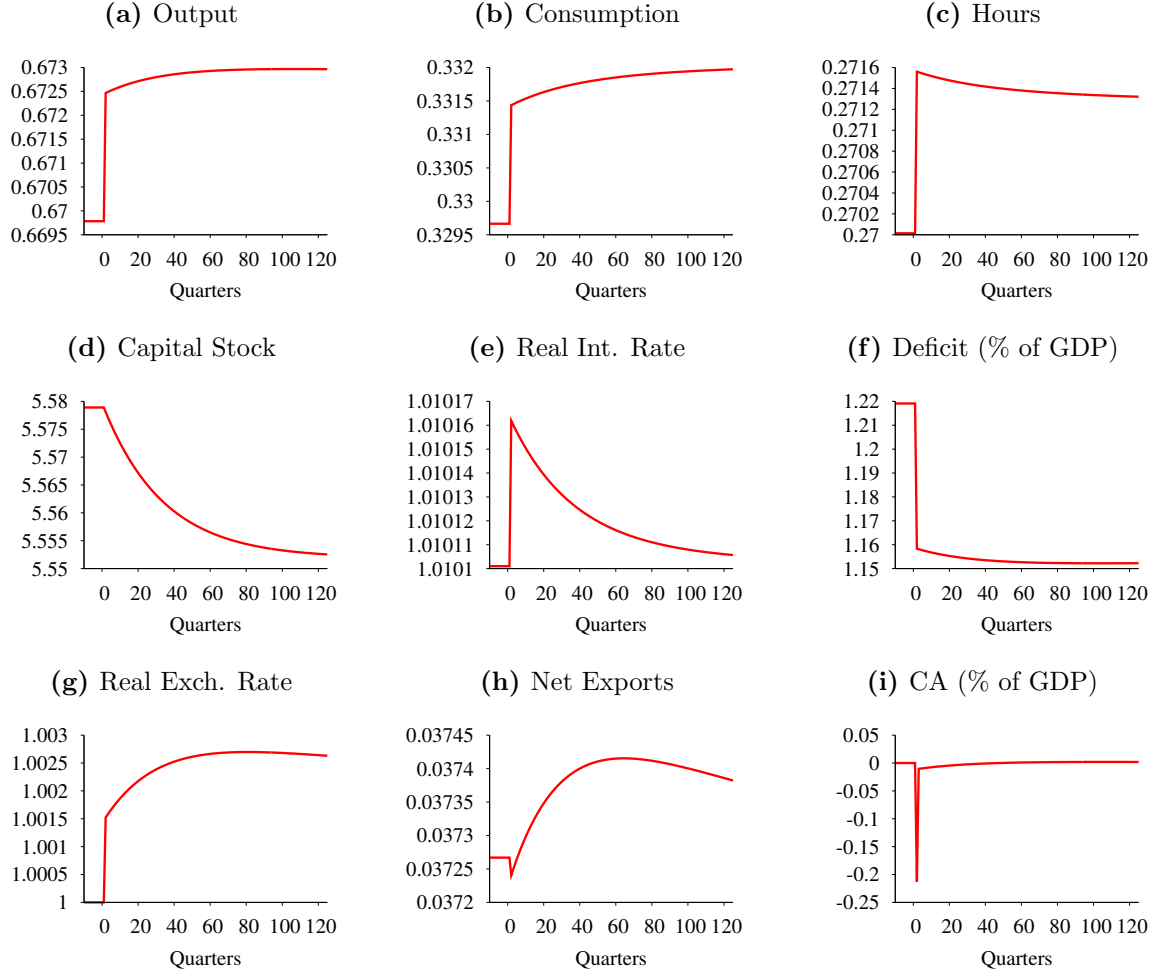 (a) Output
0.673
0.6725
0.672
0.6715
0.671
0.6705
0.67
0.6695
0 20 40 60 80 100 120
Quarters
(b) Consumption
0.332
0.3315
0.331
0.3305
0.33
0.3295
0 20 40 60 80 100 120
Quarters
(c) Hours
0.2716
0.2714
0.271
0.2710
0.2708
0.2706
0.2704
0.2702
0.27
0 20 40 60 80 100 120
Quarters
(d) Capital Stock
5.58
5.575
5.57
5.565
5.56
5.555
5.55
0 20 40 60 80 100 120
Quarters
(e) Real Int. Rate
1.01017
1.01016
1.01015
1.01014
1.01013
1.01012
1.01011
1.0101
0 20 40 60 80 100 120
Quarters
(f) Deficit (% of GDP)
1.22
1.21
1.2
1.19
1.18
1.17
1.16
1.15
0 20 40 60 80 100 120
Quarters
(g) Real Exch. Rate
1.003
1.0025
1.002
1.0015
1.001
1.0005
1
0 20 40 60 80 100 120
Quarters
(h) Net Exports
0.03745
0.0374
0.03735
0.0373
0.03725
0.0372
0 20 40 60 80 100 120
Quarters
(i) CA (% of GDP)
0.05
0
-0.05
-0.1
-0.15
-0.2
-0.25
0 20 40 60 80 100 120
Quarters